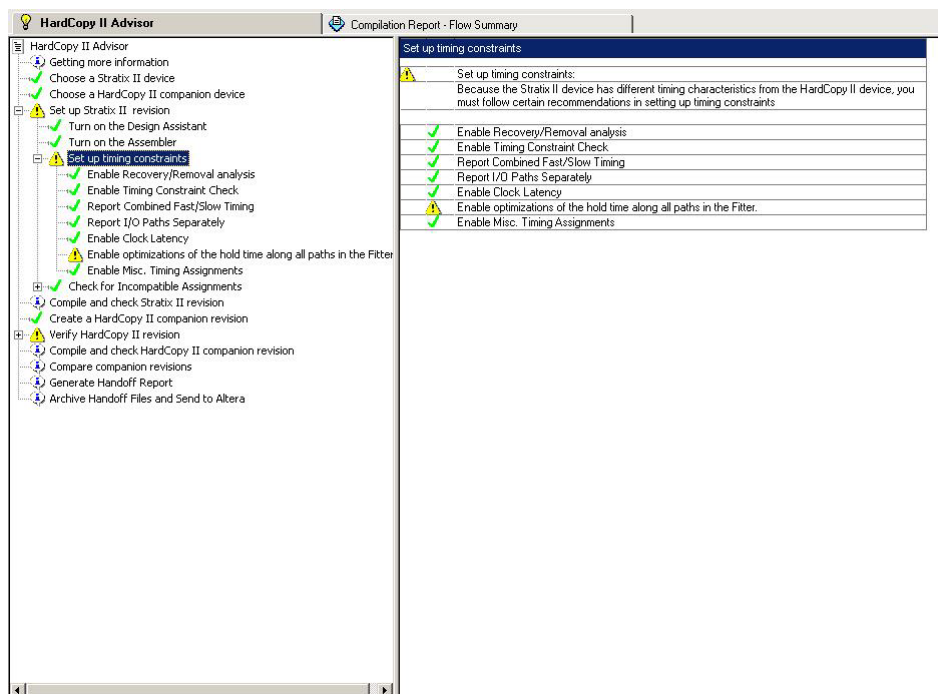 HardCopy II Advisor
Compilation Report - Flow Summary
HardCopy II Advisor
Getting more information
Choose a Stratix II device
Choose a HardCopy II companion device
Set up Stratix II revision
Turn on the Design Assistant
Turn on the Assembler
Set up timing constraints
Enable Recovery/Removal analysis
Enable Timing Constraint Check
Report Combined Fast/Slow Timing
Report I/O Paths Separately
Enable Clock Latency
Enable optimizations of the hold time along all paths in the Fitter
Enable Misc. Timing Assignments
Check for Incompatible Assignments
Compile and check Stratix II revision
Create a HardCopy II companion revision
Verify HardCopy II revision
Compile and check HardCopy II companion revision
Compare companion revisions
Generate Handoff Report
Archive Handoff Files and Send to Altera
Set up timing constraints
Set up timing constraints:
Because the Stratix II device has different timing characteristics from the HardCopy II device, you
must follow certain recommendations in setting up timing constraints
Enable Recovery/Removal analysis
Enable Timing Constraint Check
Report Combined Fast/Slow Timing
Report I/O Paths Separately
Enable Clock Latency
Enable optimizations of the hold time along all paths in the Fitter.
Enable Misc. Timing Assignments